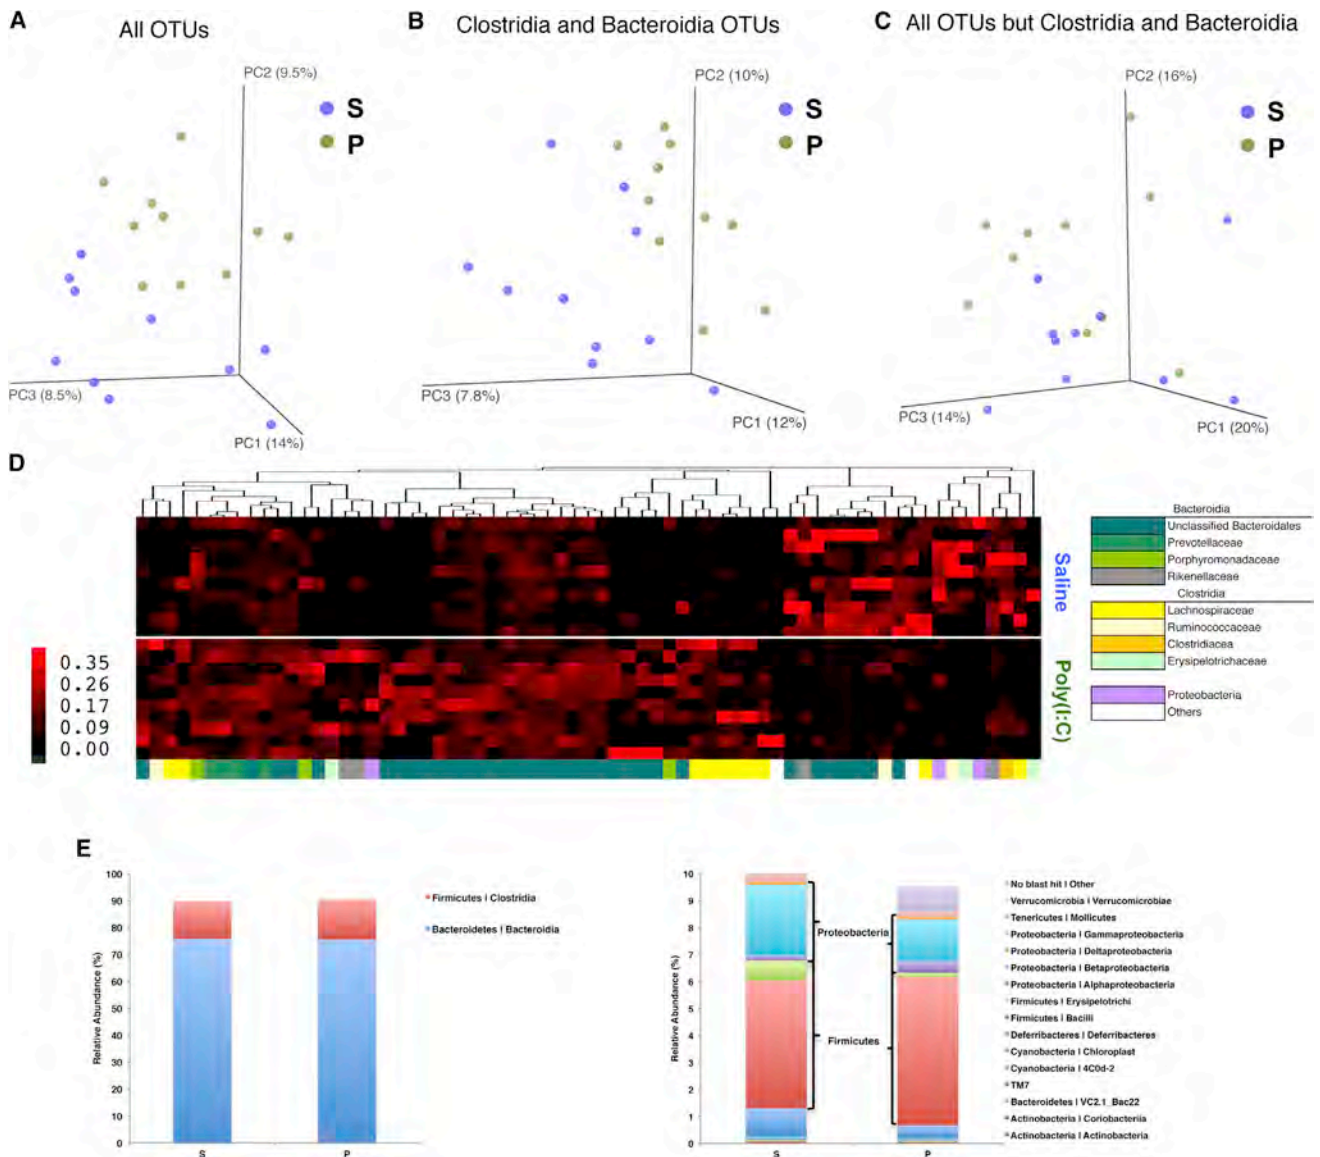 A
All OTUs
PC2 (9.5%)
S
P
PC3 (8.5%)
PC1 (14%)
B
Clostridia and Bacteroidia OTUs
PC2 (10%)
S
P
PC3 (7.8%)
PC1 (12%)
C
All OTUs but Clostridia and Bacteroidia
PC2 (16%)
S
P
PC3 (14%)
PC1 (20%)
D
Saline
Poly(I:C)
0.35
0.26
0.17
0.09
0.00
Bacteroidia
Unclassified Bacteroidales
Prevotellaceae
Porphyromonadaceae
Rikenellaceae
Clostridia
Lachnospiraceae
Ruminococcaceae
Clostridiacea
Erysipelotrichaceae
Proteobacteria
Others
E
Relative Abundance (%)
100
90
80
70
60
50
40
30
20
10
0
S
P
Firmicutes | Clostridia
Bacteroidetes | Bacteroidia
Relative Abundance (%)
10
9
8
7
6
5
4
3
2
1
0
S
P
Proteobacteria
Firmicutes
No blast hit | Other
Verrucomicrobia | Verrucomicrobiae
Tenericutes | Mollicutes
Proteobacteria | Gammaproteobacteria
Proteobacteria | Deltaproteobacteria
Proteobacteria | Betaproteobacteria
Proteobacteria | Alphaproteobacteria
Firmicutes | Erysipelotrichi
Firmicutes | Bacilli
Deferribacteres | Deferribacteres
Cyanobacteria | Chloroplast
Cyanobacteria | 4C0d-2
TM7
Bacteroidetes | VC2.1_Bac22
Actinobacteria | Coriobacteriia
Actinobacteria | Actinobacteria